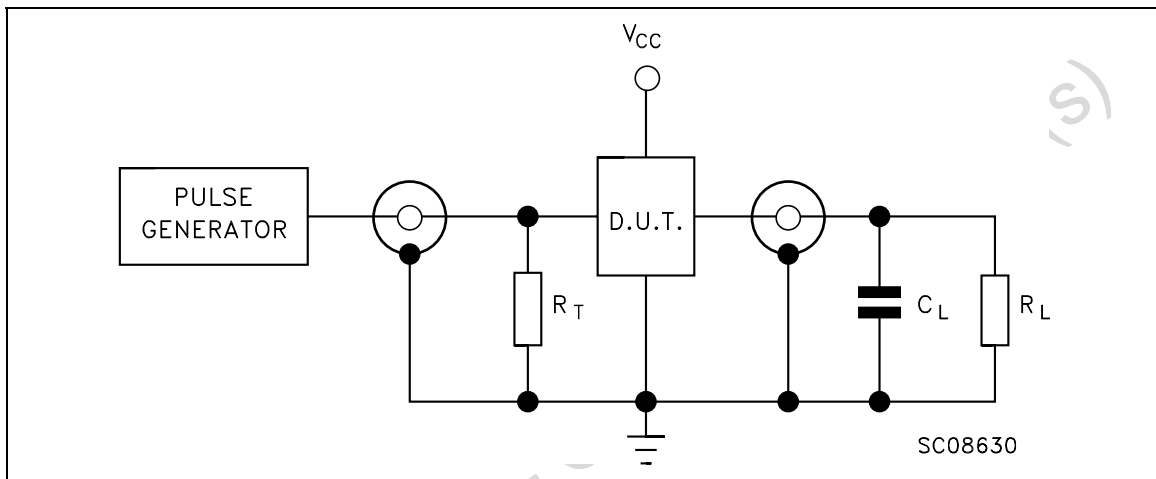 VCC
PULSE
GENERATOR
D.U.T.
RT
CL
RL
SC08630
(s)